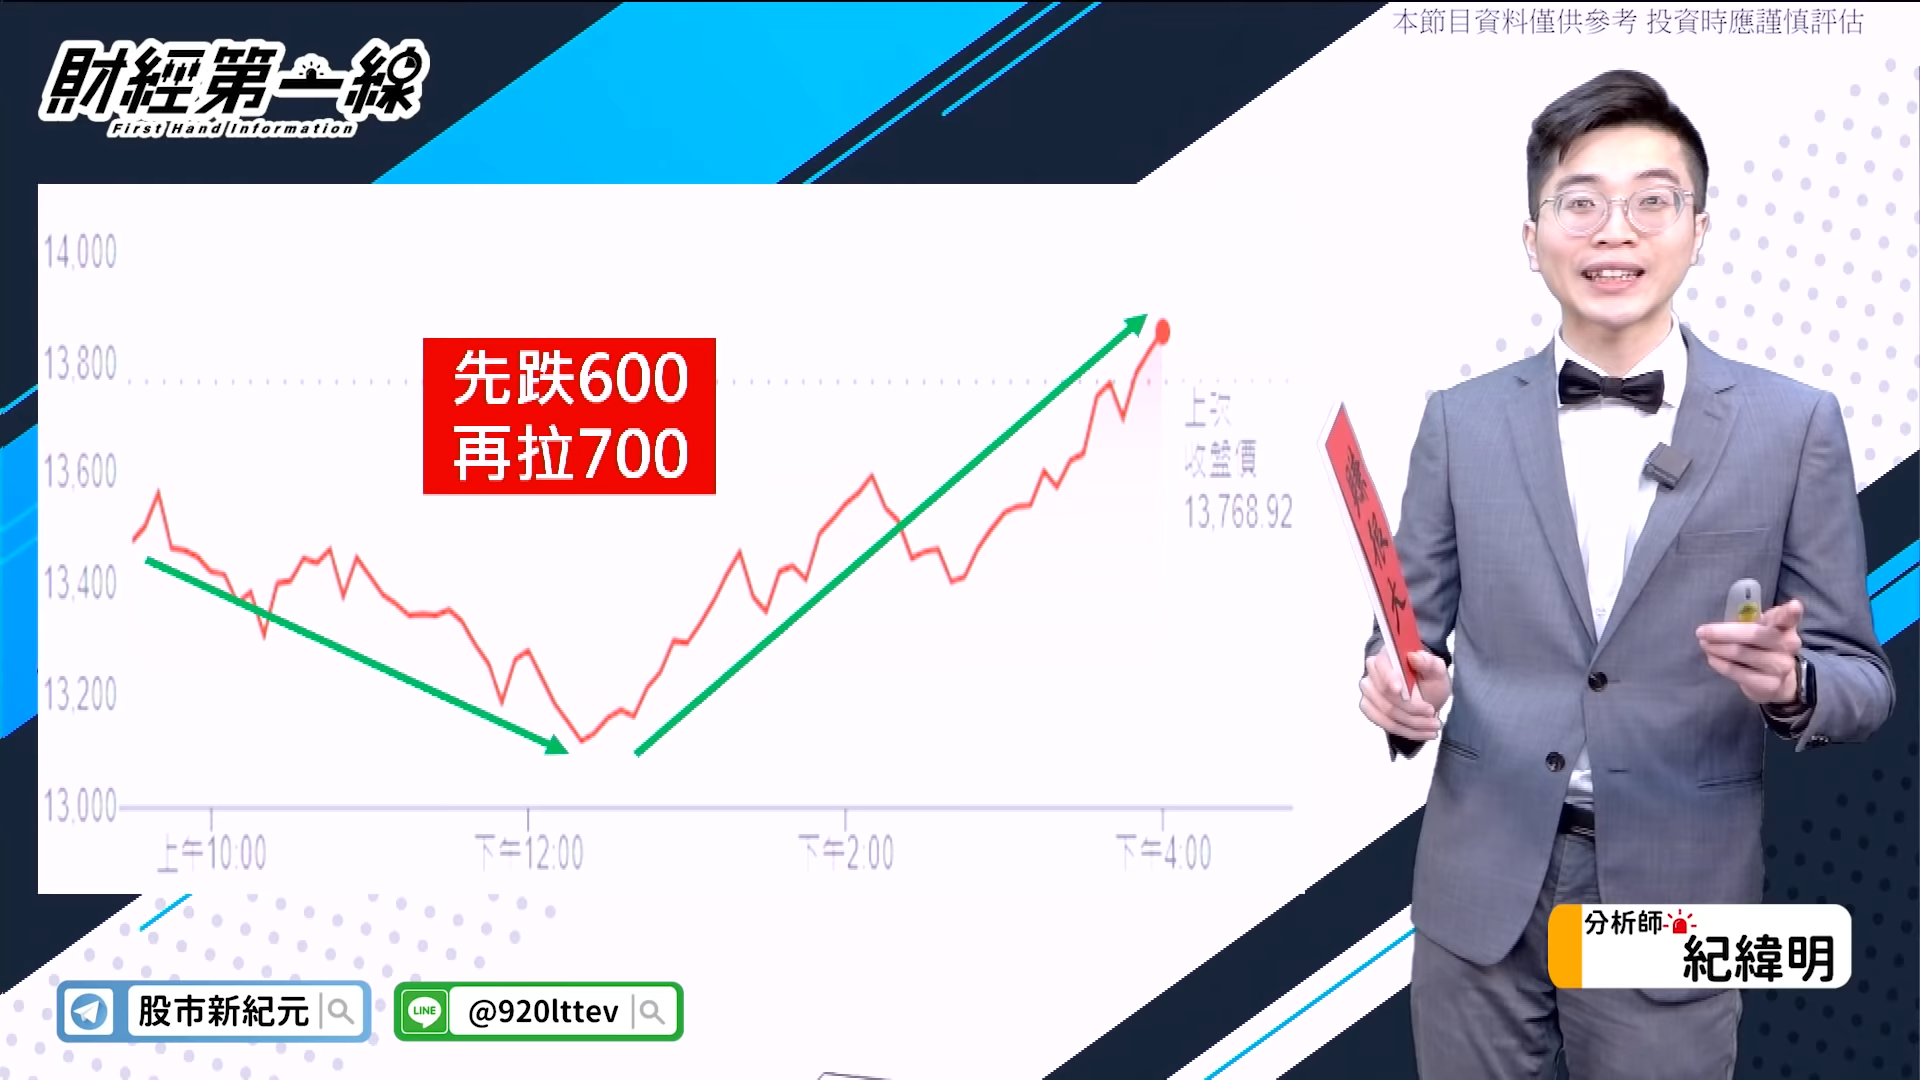 本節目資料僅供參考 投資時應謹慎評估
財經第一線
First Hand Information
14,000
13,800
13,600
13,400
13,200
13,000
先跌600
再拉700
上次
收盤價
13,768.92
上午10:00
下午12:00
下午2:00
下午4:00
分析師
紀緯明
股市新紀元
LINE
@920lttev